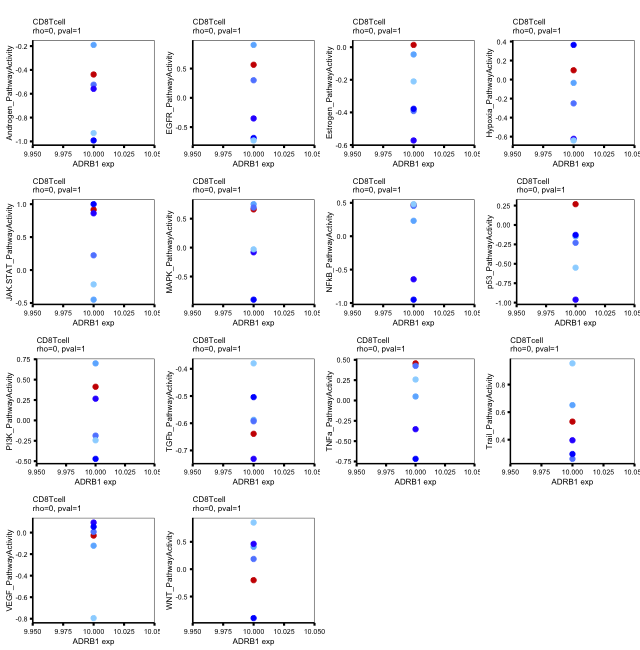 CD8Tcell
rho=0, pval=1
Androgen_PathwayActivity
-0.2
-0.4
-0.6
-0.8
-1.0
9.950 9.975 10.000 10.025 10.05
ADRB1 exp
CD8Tcell
rho=0, pval=1
EGFR_PathwayActivity
0.5
0.0
-0.5
9.950 9.975 10.000 10.025 10.05
ADRB1 exp
CD8Tcell
rho=0, pval=1
Estrogen_PathwayActivity
0.0
-0.2
-0.4
-0.6
9.950 9.975 10.000 10.025 10.05
ADRB1 exp
CD8Tcell
rho=0, pval=1
Hypoxia_PathwayActivity
0.4
0.2
0.0
-0.2
-0.4
-0.6
9.950 9.975 10.000 10.025 10.05
ADRB1 exp
CD8Tcell
rho=0, pval=1
JAK.STAT_PathwayActivity
1.0
0.5
0.0
-0.5
9.950 9.975 10.000 10.025 10.05
ADRB1 exp
CD8Tcell
rho=0, pval=1
MAPK_PathwayActivity
0.5
0.0
-0.5
9.950 9.975 10.000 10.025 10.05
ADRB1 exp
CD8Tcell
rho=0, pval=1
NFkB_PathwayActivity
0.5
0.0
-0.5
-1.0
9.950 9.975 10.000 10.025 10.05
ADRB1 exp
CD8Tcell
rho=0, pval=1
p53_PathwayActivity
0.25
0.00
-0.25
-0.50
-0.75
-1.00
9.950 9.975 10.000 10.025 10.05
ADRB1 exp
CD8Tcell
rho=0, pval=1
PI3K_PathwayActivity
0.75
0.50
0.25
0.00
-0.25
-0.50
9.950 9.975 10.000 10.025 10.05
ADRB1 exp
CD8Tcell
rho=0, pval=1
TGFb_PathwayActivity
-0.4
-0.5
-0.6
-0.7
9.950 9.975 10.000 10.025 10.05
ADRB1 exp
CD8Tcell
rho=0, pval=1
TNFa_PathwayActivity
0.50
0.25
0.00
-0.25
-0.50
-0.75
9.950 9.975 10.000 10.025 10.05
ADRB1 exp
CD8Tcell
rho=0, pval=1
Trail_PathwayActivity
0.8
0.6
0.4
9.950 9.975 10.000 10.025 10.05
ADRB1 exp
CD8Tcell
rho=0, pval=1
VEGF_PathwayActivity
0.0
-0.2
-0.4
-0.6
-0.8
9.950 9.975 10.000 10.025 10.05
ADRB1 exp
CD8Tcell
rho=0, pval=1
WNT_PathwayActivity
0.5
0.0
-0.5
9.950 9.975 10.000 10.025 10.050
ADRB1 exp